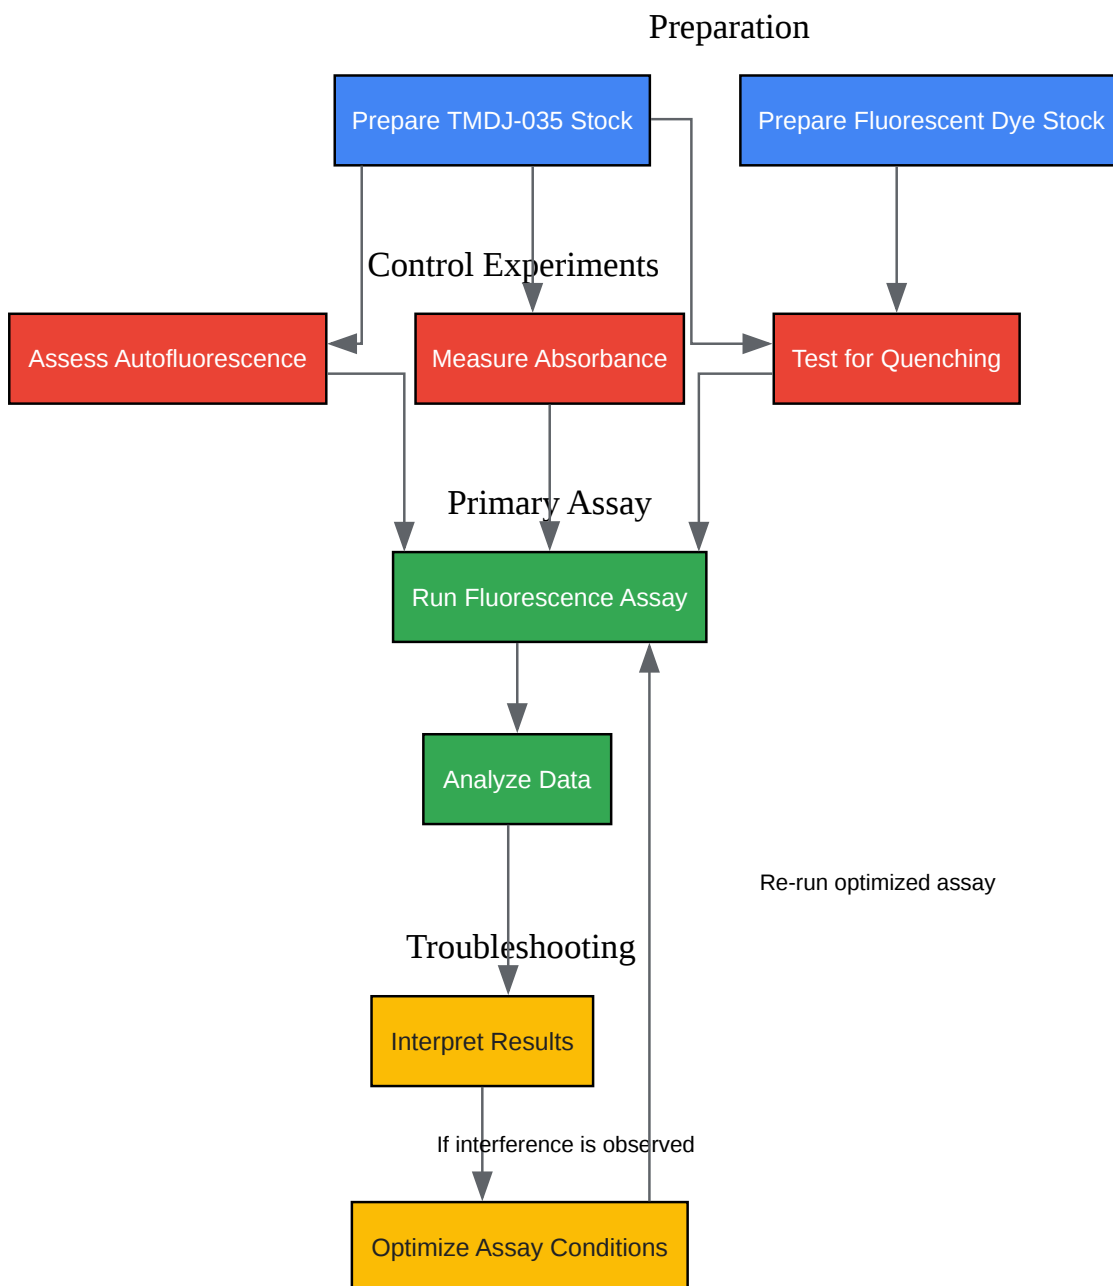 Preparation
Prepare TMDJ-035 Stock
Prepare Fluorescent Dye Stock
Control Experiments
Assess Autofluorescence
Measure Absorbance
Test for Quenching
Primary Assay
Run Fluorescence Assay
Analyze Data
Re-run optimized assay
Troubleshooting
Interpret Results
If interference is observed
Optimize Assay Conditions